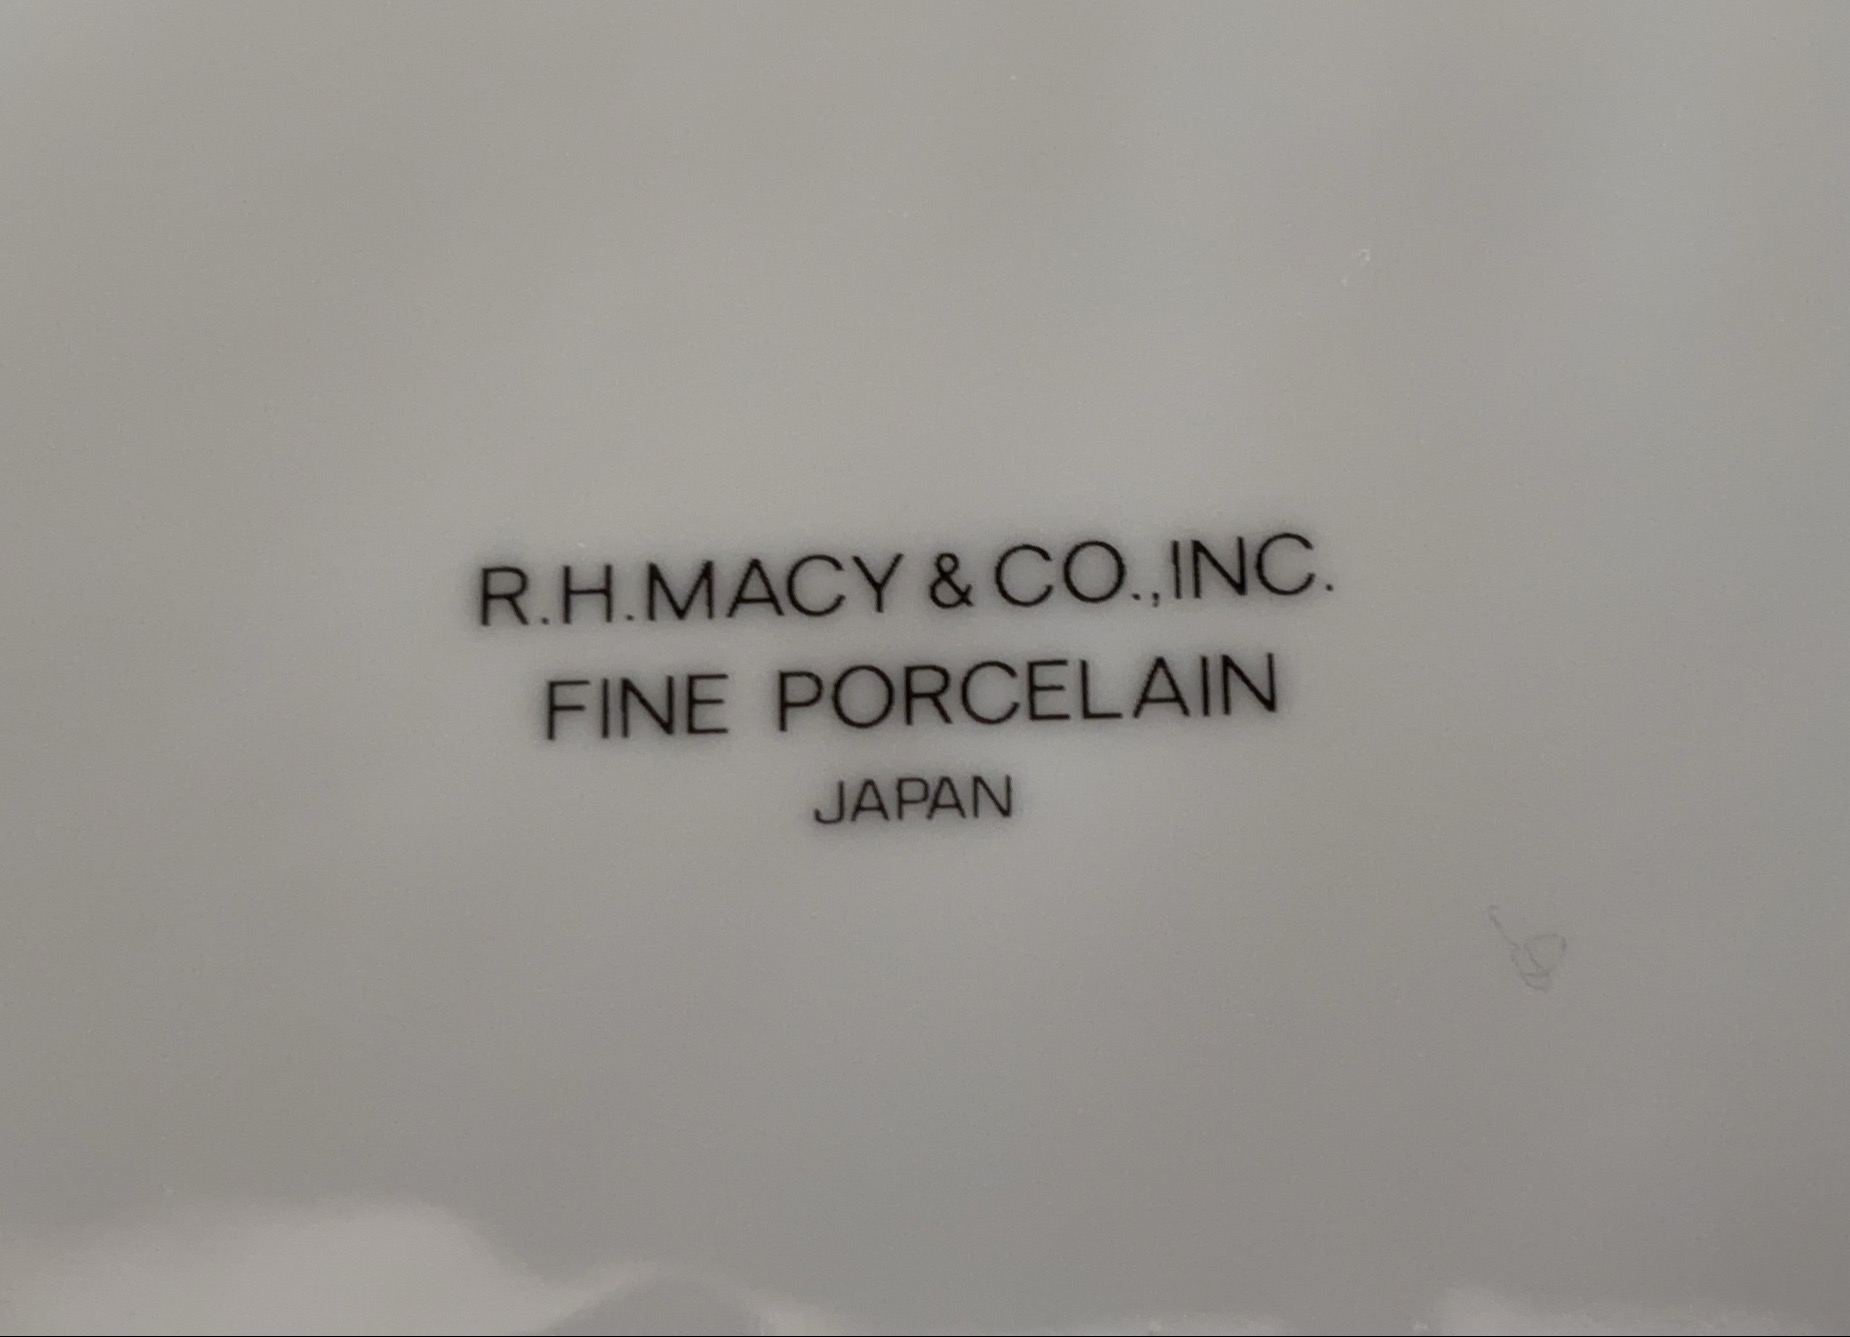 R.H.MACY & CO.,INC.
FINE PORCELAIN
JAPAN